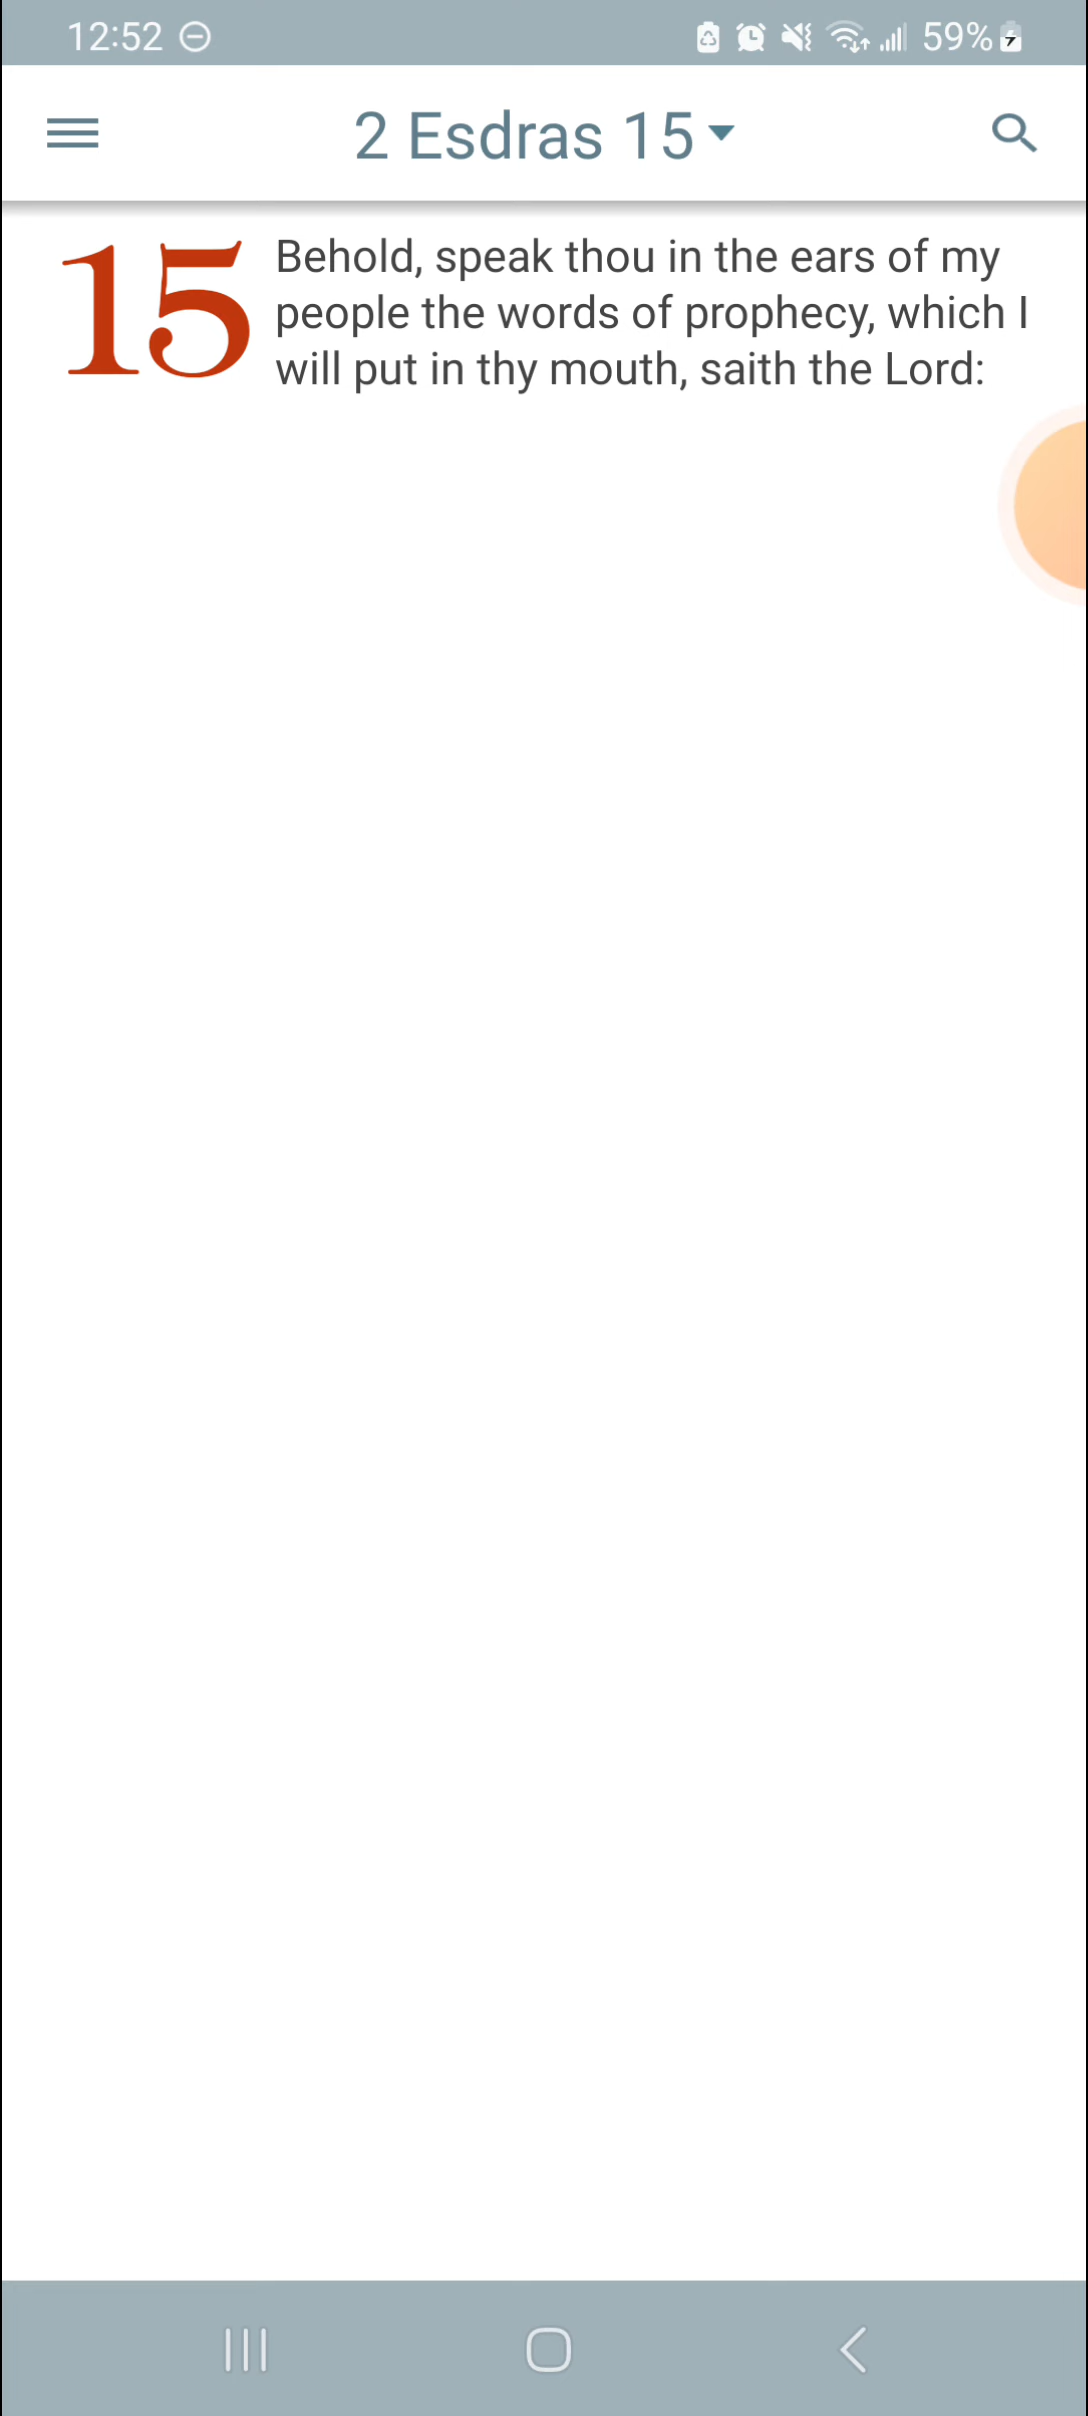 12:52
59%
2 Esdras 15
15 Behold, speak thou in the ears of my
people the words of prophecy, which I
will put in thy mouth, saith the Lord: